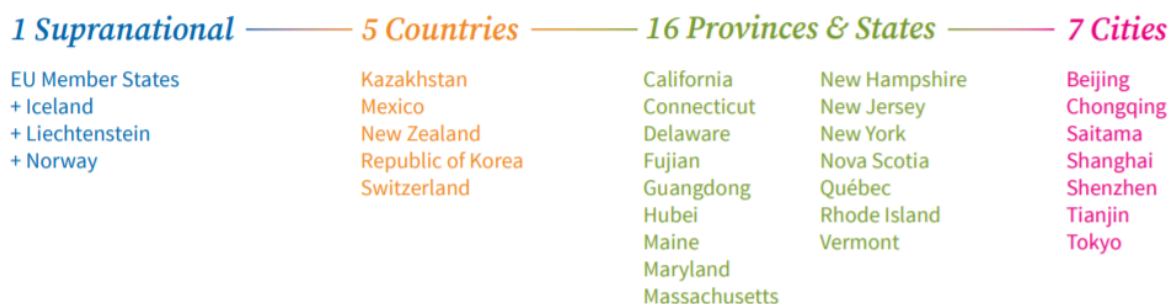 1 Supranational
5 Countries
16 Provinces & States
7 Cities
EU Member States
+ Iceland
+ Liechtenstein
+ Norway
Kazakhstan
Mexico
New Zealand
Republic of Korea
Switzerland
California
Connecticut
Delaware
Fujian
Guangdong
Hubei
Maine
Maryland
Massachusetts
New Hampshire
New Jersey
New York
Nova Scotia
Québec
Rhode Island
Vermont
Beijing
Chongqing
Saitama
Shanghai
Shenzhen
Tianjin
Tokyo